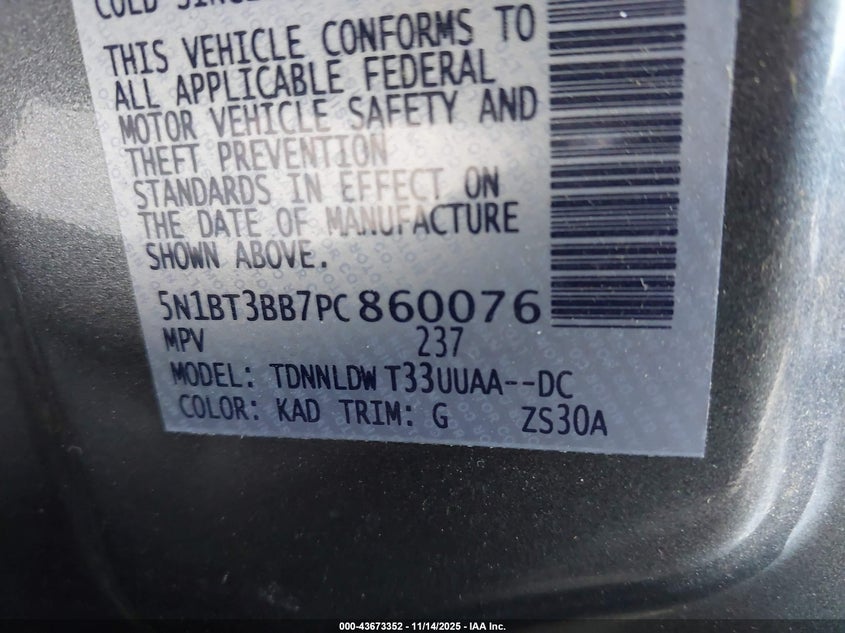 COLD
THIS VEHICLE CONFORMS TO
ALL APPLICABLE FEDERAL
MOTOR VEHICLE SAFETY AND
THEFT PREVENTION
STANDARDS IN EFFECT ON
THE DATE OF MANUFACTURE
SHOWN ABOVE.
5N1BT3BB7PC860076
MPV 237
MODEL: TDNNLDW T33UUAA--DC
COLOR: KAD TRIM: G ZS30A
000-43673352 | 11/14/2025 - IAA Inc.